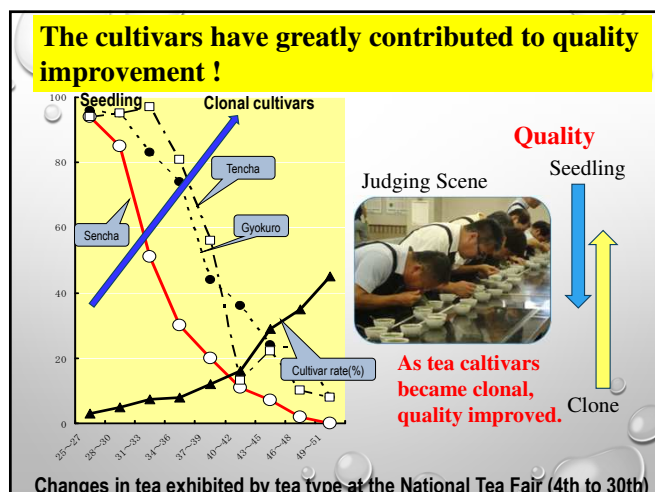 The cultivars have greatly contributed to quality
improvement !
Seedling
Clonal cultivars
100
80
60
40
20
0
Tencha
Gyokuro
Sencha
Cultivar rate(%)
25～27
28～30
31～33
34～36
37～39
40～42
43～45
46～48
49～51
Judging Scene
Quality
Seedling
As tea caltivars
became clonal,
quality improved.
Clone
Changes in tea exhibited by tea type at the National Tea Fair (4th to 30th)